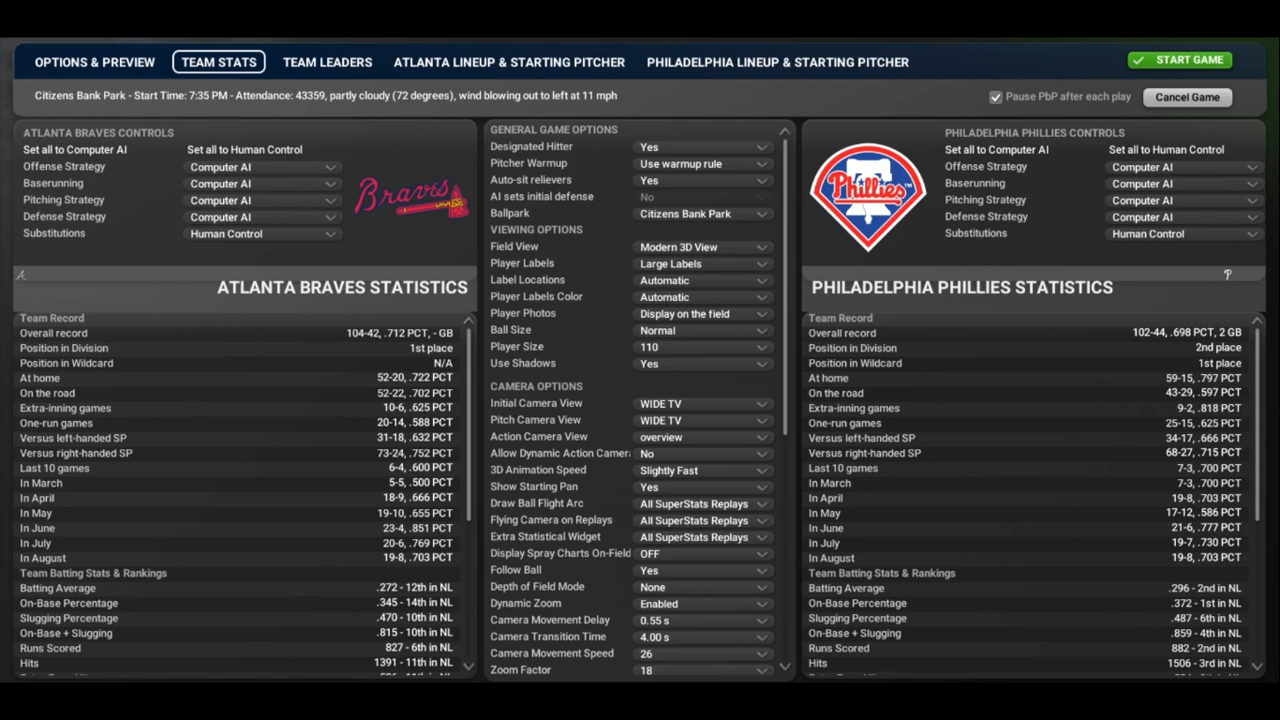 OPTIONS & PREVIEW TEAM STATS TEAM LEADERS ATLANTA LINEUP & STARTING PITCHER PHILADELPHIA LINEUP & STARTING PITCHER START GAME
Citizens Bank Park - Start Time: 7:35 PM - Attendance: 43359, partly cloudy (72 degrees), wind blowing out to left at 11 mph Pause PbP after each play Cancel Game
ATLANTA BRAVES CONTROLS
Set all to Computer AI Set all to Human Control
Offense Strategy Computer AI
Baserunning Computer AI
Pitching Strategy Computer AI
Defense Strategy Computer AI
Substitutions Human Control
Braves
ATLANTA BRAVES STATISTICS
Team Record
Overall record 104-42, .712 PCT, - GB
Position in Division 1st place
Position in Wildcard N/A
At home 52-20, .722 PCT
On the road 52-22, .702 PCT
Extra-inning games 10-6, .625 PCT
One-run games 20-14, .588 PCT
Versus left-handed SP 31-18, .632 PCT
Versus right-handed SP 73-24, .752 PCT
Last 10 games 6-4, .600 PCT
In March 5-5, .500 PCT
In April 18-9, .666 PCT
In May 19-10, .655 PCT
In June 23-4, .851 PCT
In July 20-6, .769 PCT
In August 19-8, .703 PCT
Team Batting Stats & Rankings
Batting Average .272 - 12th in NL
On-Base Percentage .345 - 14th in NL
Slugging Percentage .470 - 10th in NL
On-Base + Slugging .815 - 10th in NL
Runs Scored 827 - 6th in NL
Hits 1391 - 11th in NL
GENERAL GAME OPTIONS
Designated Hitter Yes
Pitcher Warmup Use warmup rule
Auto-sit relievers Yes
AI sets initial defense No
Ballpark Citizens Bank Park
VIEWING OPTIONS
Field View Modern 3D View
Player Labels Large Labels
Label Locations Automatic
Player Labels Color Automatic
Player Photos Display on the field
Ball Size Normal
Player Size 110
Use Shadows Yes
CAMERA OPTIONS
Initial Camera View WIDE TV
Pitch Camera View WIDE TV
Action Camera View overview
Allow Dynamic Action Camera No
3D Animation Speed Slightly Fast
Show Starting Pan Yes
Draw Ball Flight Arc All SuperStats Replays
Flying Camera on Replays All SuperStats Replays
Extra Statistical Widget All SuperStats Replays
Display Spray Charts On-Field OFF
Follow Ball Yes
Depth of Field Mode None
Dynamic Zoom Enabled
Camera Movement Delay 0.55 s
Camera Transition Time 4.00 s
Camera Movement Speed 26
Zoom Factor 18
Phillies
PHILADELPHIA PHILLIES CONTROLS
Set all to Computer AI Set all to Human Control
Offense Strategy Computer AI
Baserunning Computer AI
Pitching Strategy Computer AI
Defense Strategy Computer AI
Substitutions Human Control
PHILADELPHIA PHILLIES STATISTICS
Team Record
Overall record 102-44, .698 PCT, 2 GB
Position in Division 2nd place
Position in Wildcard 1st place
At home 59-15, .797 PCT
On the road 43-29, .597 PCT
Extra-inning games 9-2, .818 PCT
One-run games 25-15, .625 PCT
Versus left-handed SP 34-17, .666 PCT
Versus right-handed SP 68-27, .715 PCT
Last 10 games 7-3, .700 PCT
In March 7-3, .700 PCT
In April 19-8, .703 PCT
In May 17-12, .586 PCT
In June 21-6, .777 PCT
In July 19-7, .730 PCT
In August 19-8, .703 PCT
Team Batting Stats & Rankings
Batting Average .296 - 2nd in NL
On-Base Percentage .372 - 1st in NL
Slugging Percentage .487 - 6th in NL
On-Base + Slugging .859 - 4th in NL
Runs Scored 882 - 2nd in NL
Hits 1506 - 3rd in NL